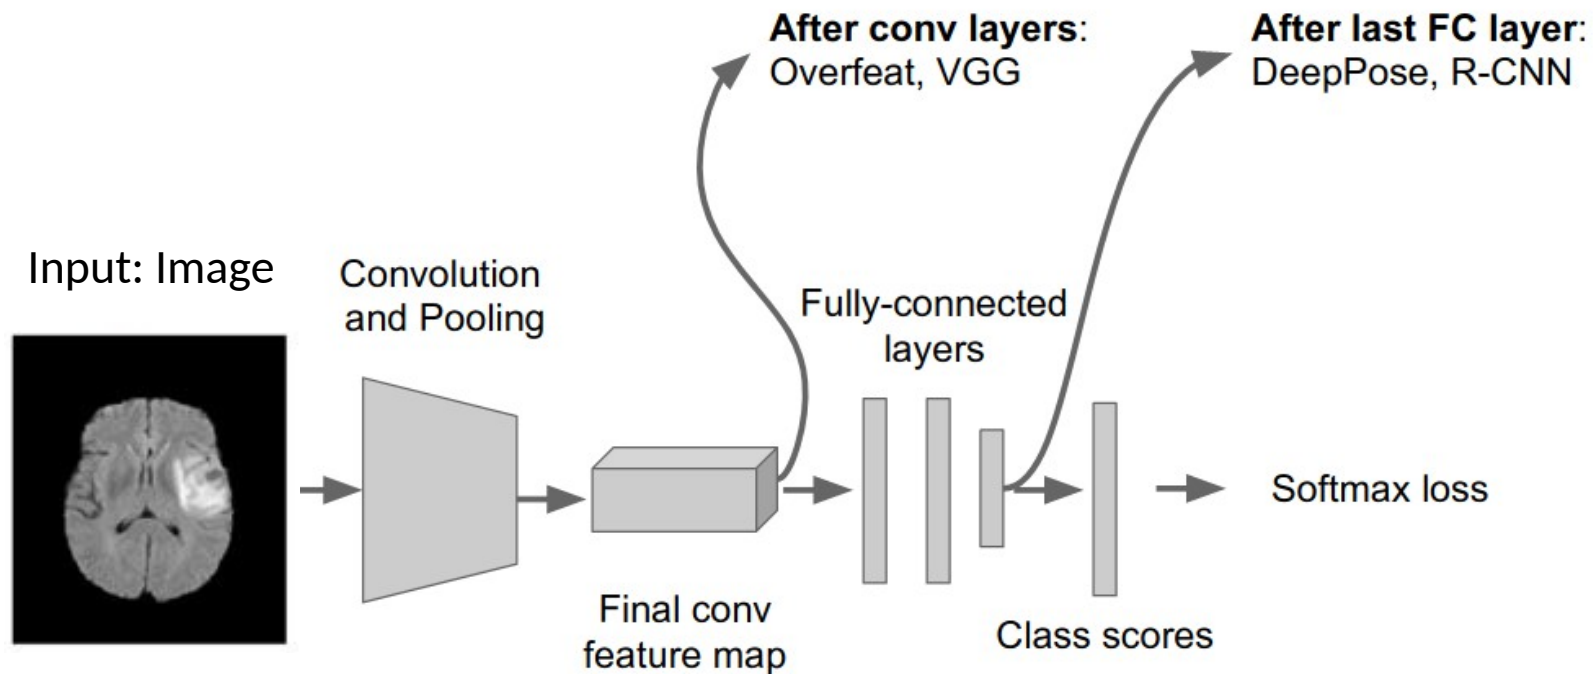 After conv layers:
Overfeat, VGG
After last FC layer:
DeepPose, R-CNN
Input: Image
Convolution
and Pooling
Fully-connected
layers
Softmax loss
Final conv
feature map
Class scores